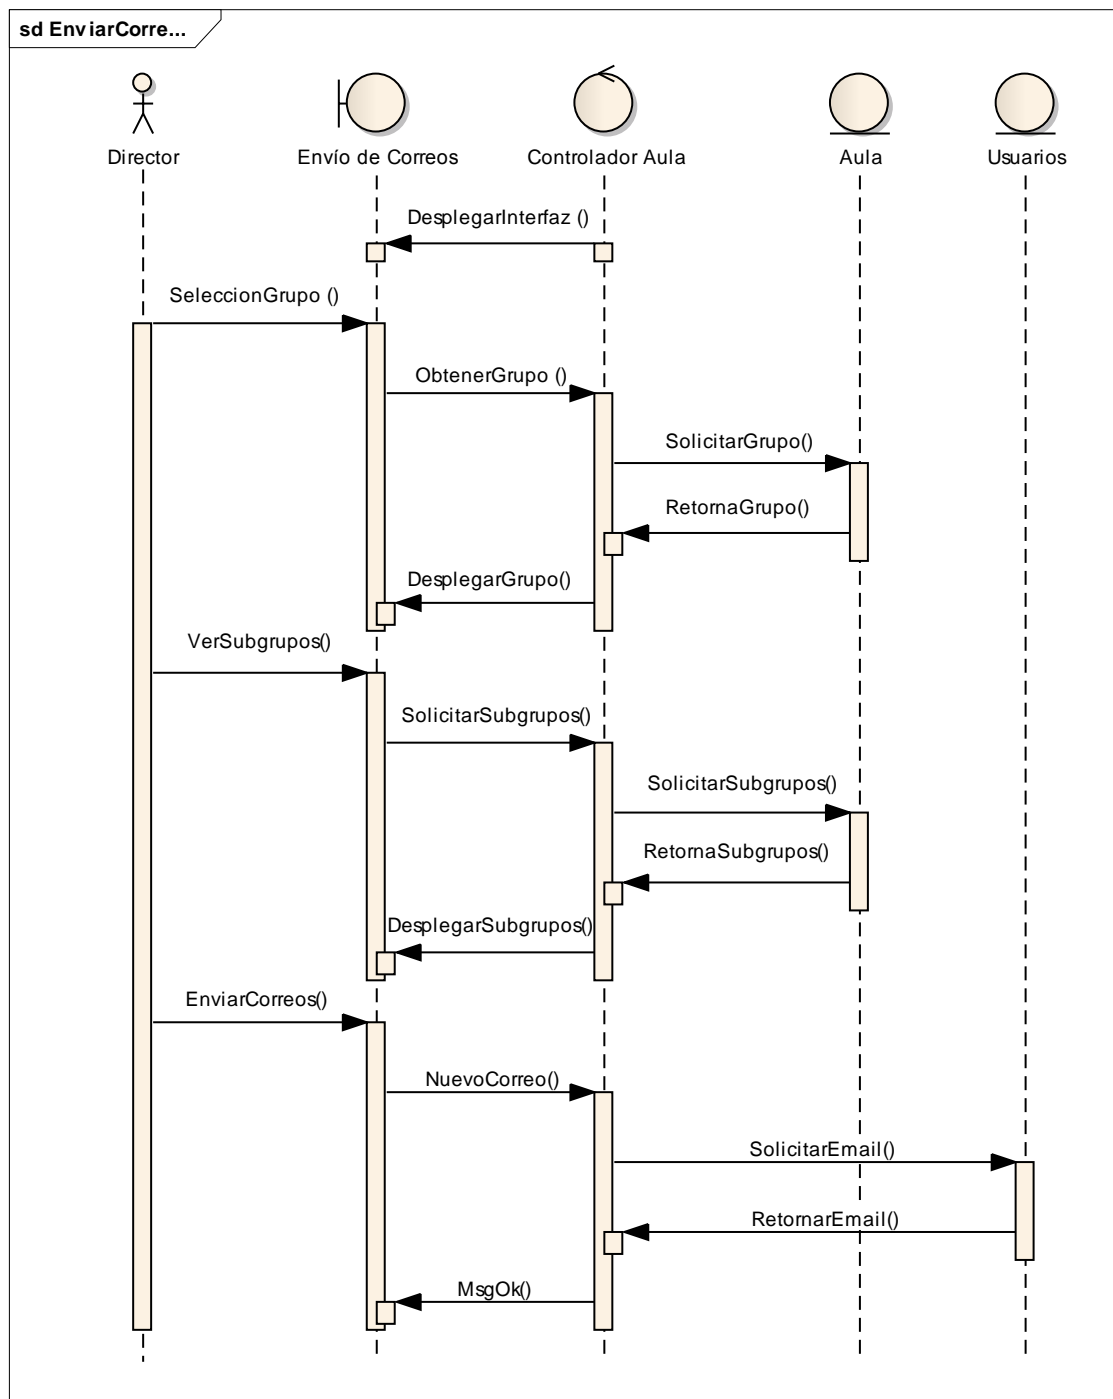 sd EnviarCorre...
Director
Envío de Correos
Controlador Aula
Aula
Usuarios
DesplegarInterfaz ()
SeleccionGrupo ()
ObtenerGrupo ()
SolicitarGrupo()
RetornaGrupo()
DesplegarGrupo()
VerSubgrupos()
SolicitarSubgrupos()
SolicitarSubgrupos()
RetornaSubgrupos()
DesplegarSubgrupos()
EnviarCorreos()
NuevoCorreo()
SolicitarEmail()
RetornarEmail()
MsgOk()